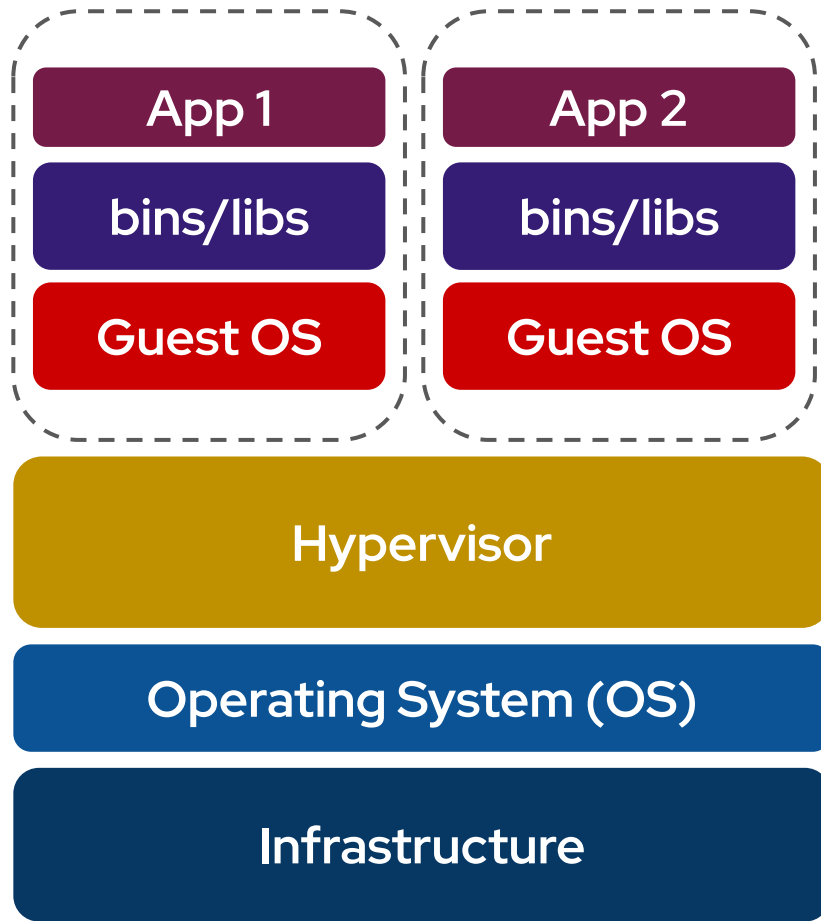 App 1
App 2
bins/libs
bins/libs
Guest OS
Guest OS
Hypervisor
Operating System (OS)
Infrastructure